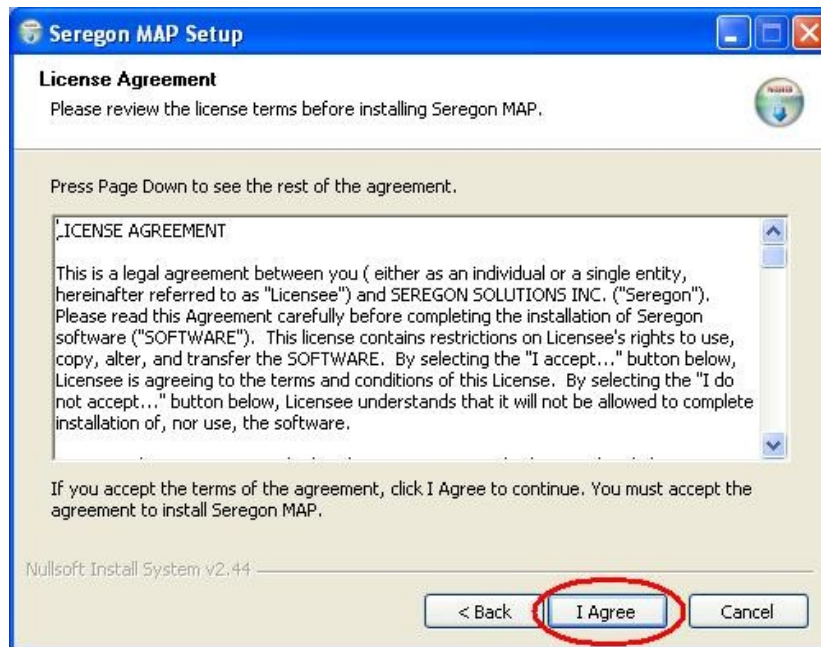 Seregon MAP Setup
License Agreement
Please review the license terms before installing Seregon MAP.
Press Page Down to see the rest of the agreement.
LICENSE AGREEMENT
This is a legal agreement between you ( either as an individual or a single entity,
hereinafter referred to as "Licensee") and SEREGON SOLUTIONS INC. ("Seregon").
Please read this Agreement carefully before completing the installation of Seregon
software ("SOFTWARE").  This license contains restrictions on Licensee's rights to use,
copy, alter, and transfer the SOFTWARE.  By selecting the "I accept..." button below,
Licensee is agreeing to the terms and conditions of this License.  By selecting the "I do
not accept..." button below, Licensee understands that it will not be allowed to complete
installation of, nor use, the software.
If you accept the terms of the agreement, click I Agree to continue. You must accept the
agreement to install Seregon MAP.
Nullsoft Install System v2.44
< Back
I Agree
Cancel